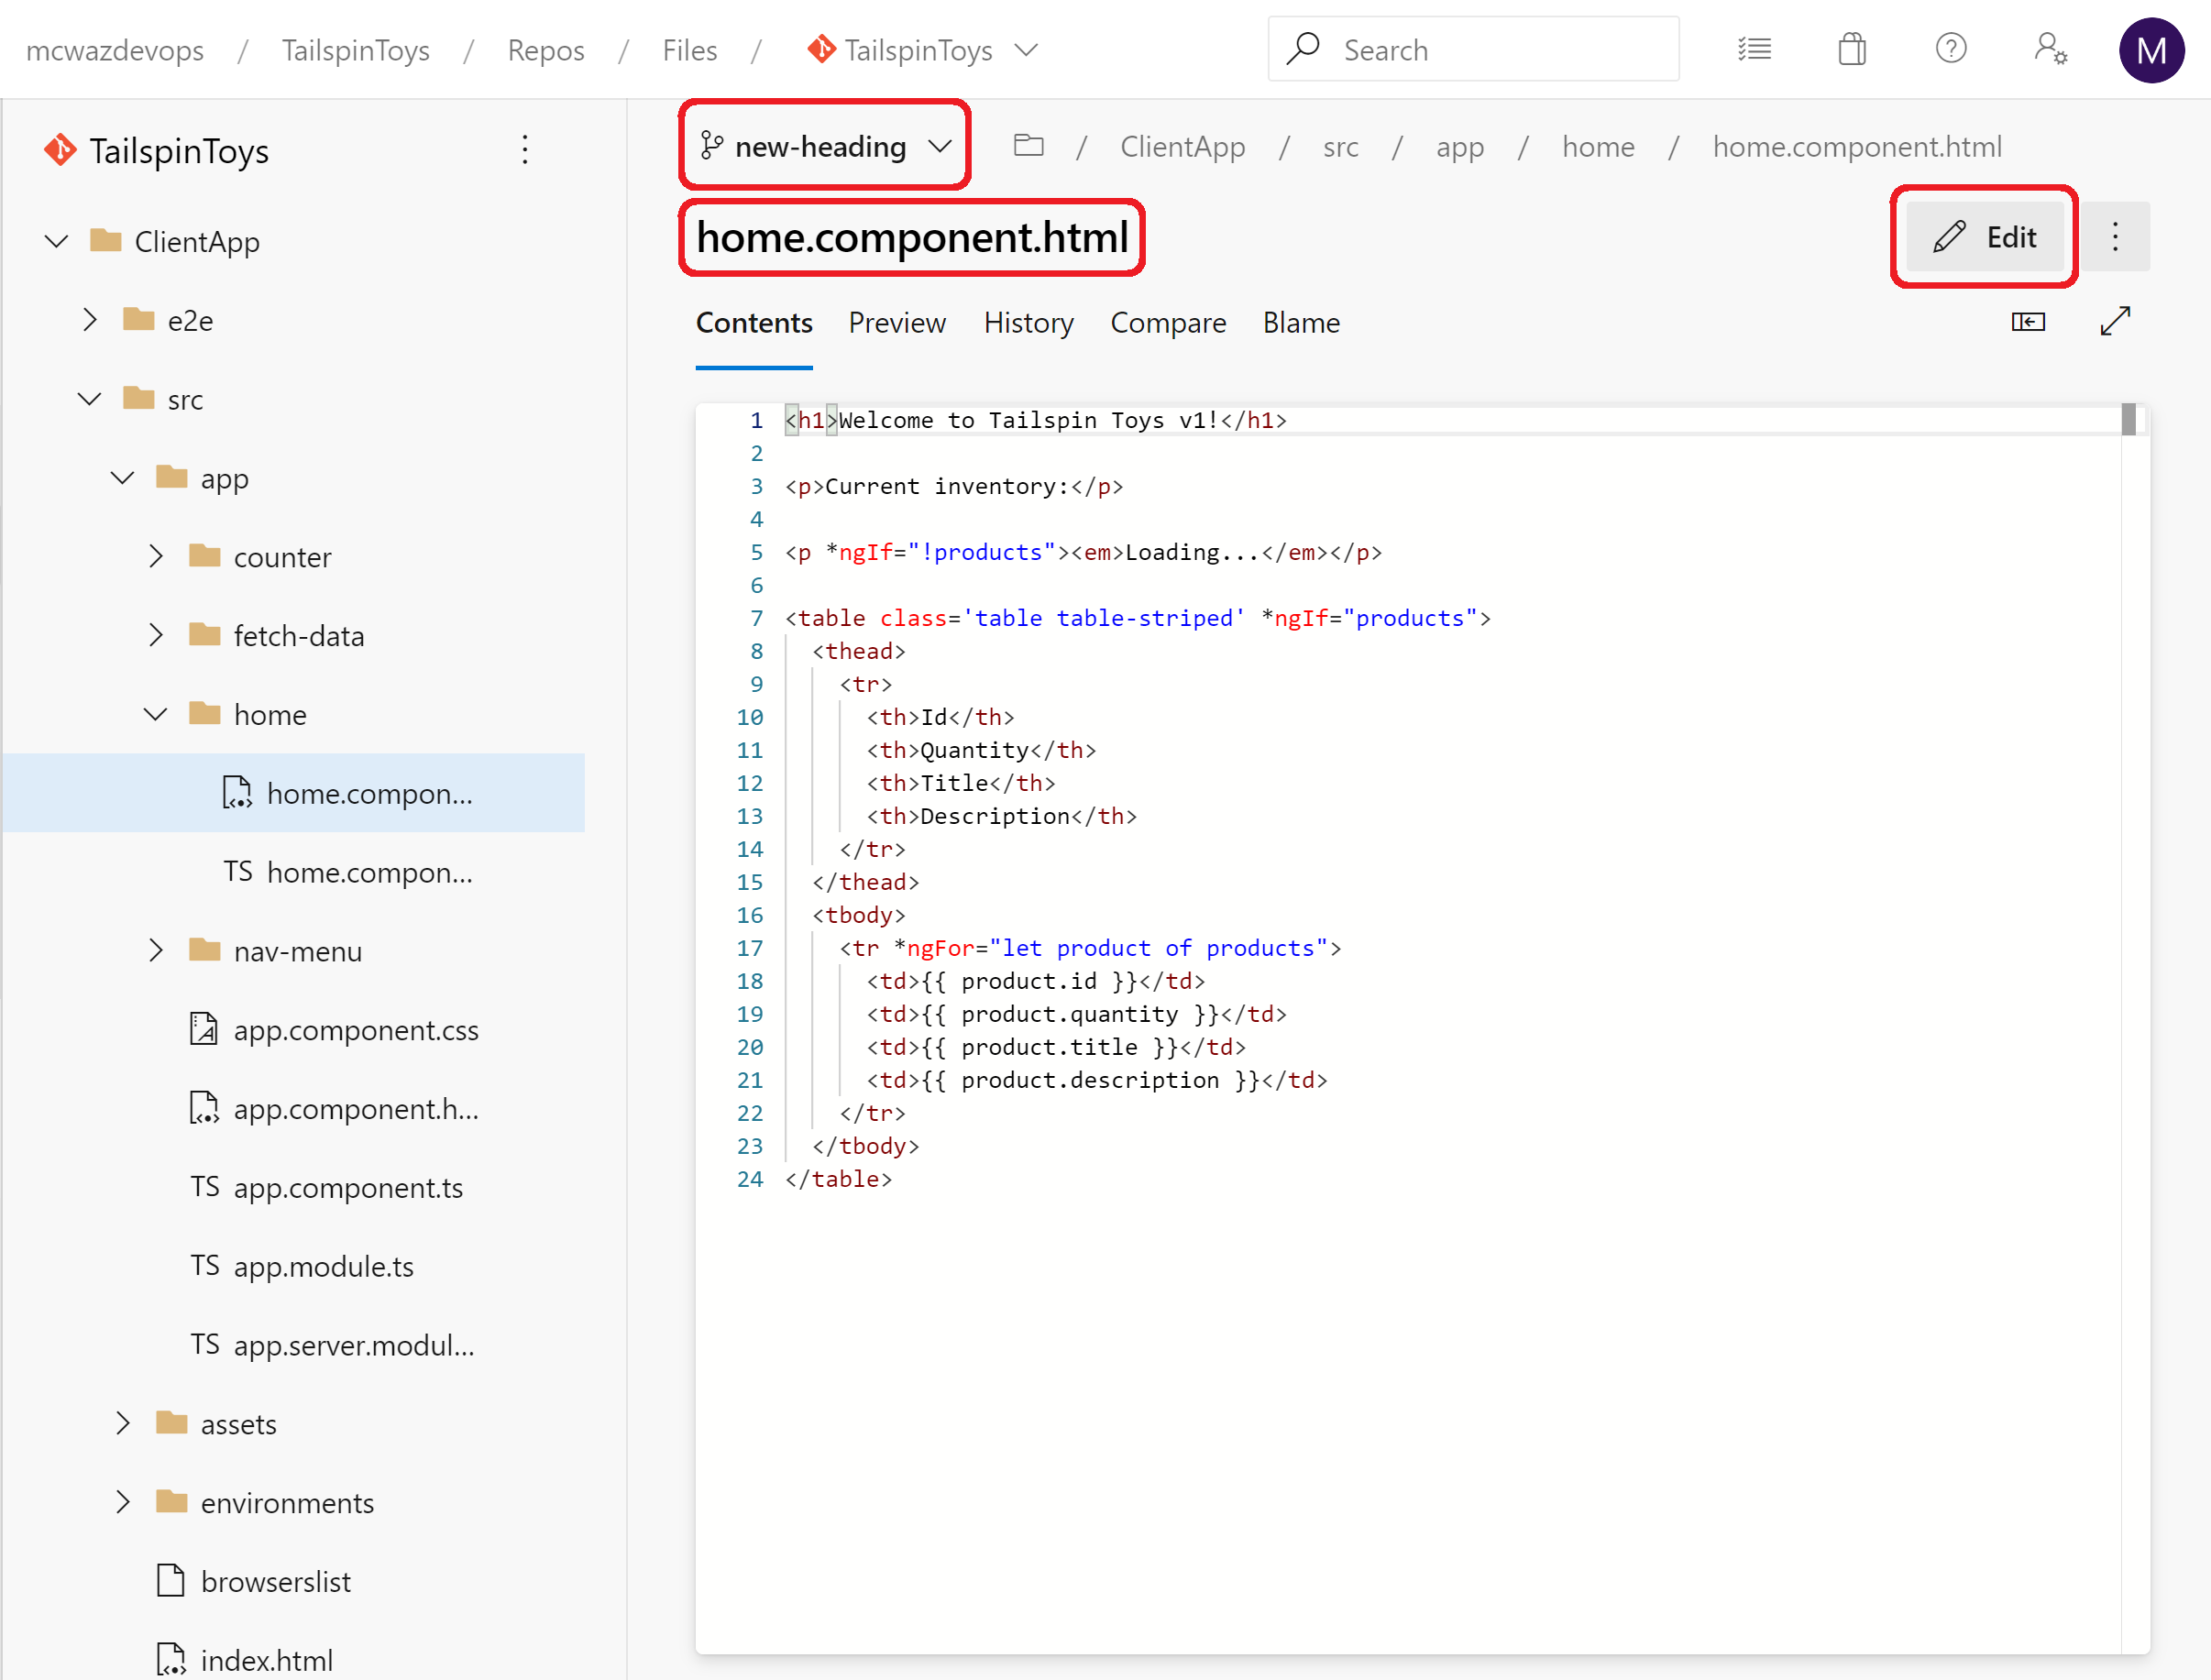 mcwazdevops / TailspinToys / Repos / Files / TailspinToys
Search
M
TailspinToys
ClientApp
e2e
src
app
counter
fetch-data
home
home.compon...
TS home.compon...
nav-menu
app.component.css
app.component.h...
TS app.component.ts
TS app.module.ts
TS app.server.modul...
assets
environments
browserslist
index.html
new-heading / ClientApp / src / app / home / home.component.html
home.component.html
Edit
Contents Preview History Compare Blame
1 <h1>Welcome to Tailspin Toys v1!</h1>
2
3 <p>Current inventory:</p>
4
5 <p *ngIf="!products"><em>Loading...</em></p>
6
7 <table class='table table-striped' *ngIf="products">
8 <thead>
9 <tr>
10 <th>Id</th>
11 <th>Quantity</th>
12 <th>Title</th>
13 <th>Description</th>
14 </tr>
15 </thead>
16 <tbody>
17 <tr *ngFor="let product of products">
18 <td>{{ product.id }}</td>
19 <td>{{ product.quantity }}</td>
20 <td>{{ product.title }}</td>
21 <td>{{ product.description }}</td>
22 </tr>
23 </tbody>
24 </table>